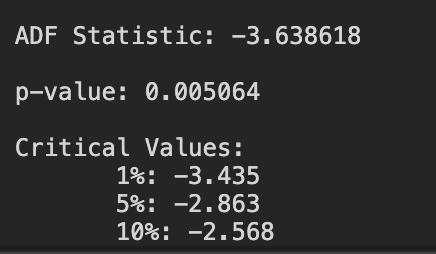 ADF Statistic: -3.638618
p-value: 0.005064
Critical Values:
1%: -3.435
5%: -2.863
10%: -2.568